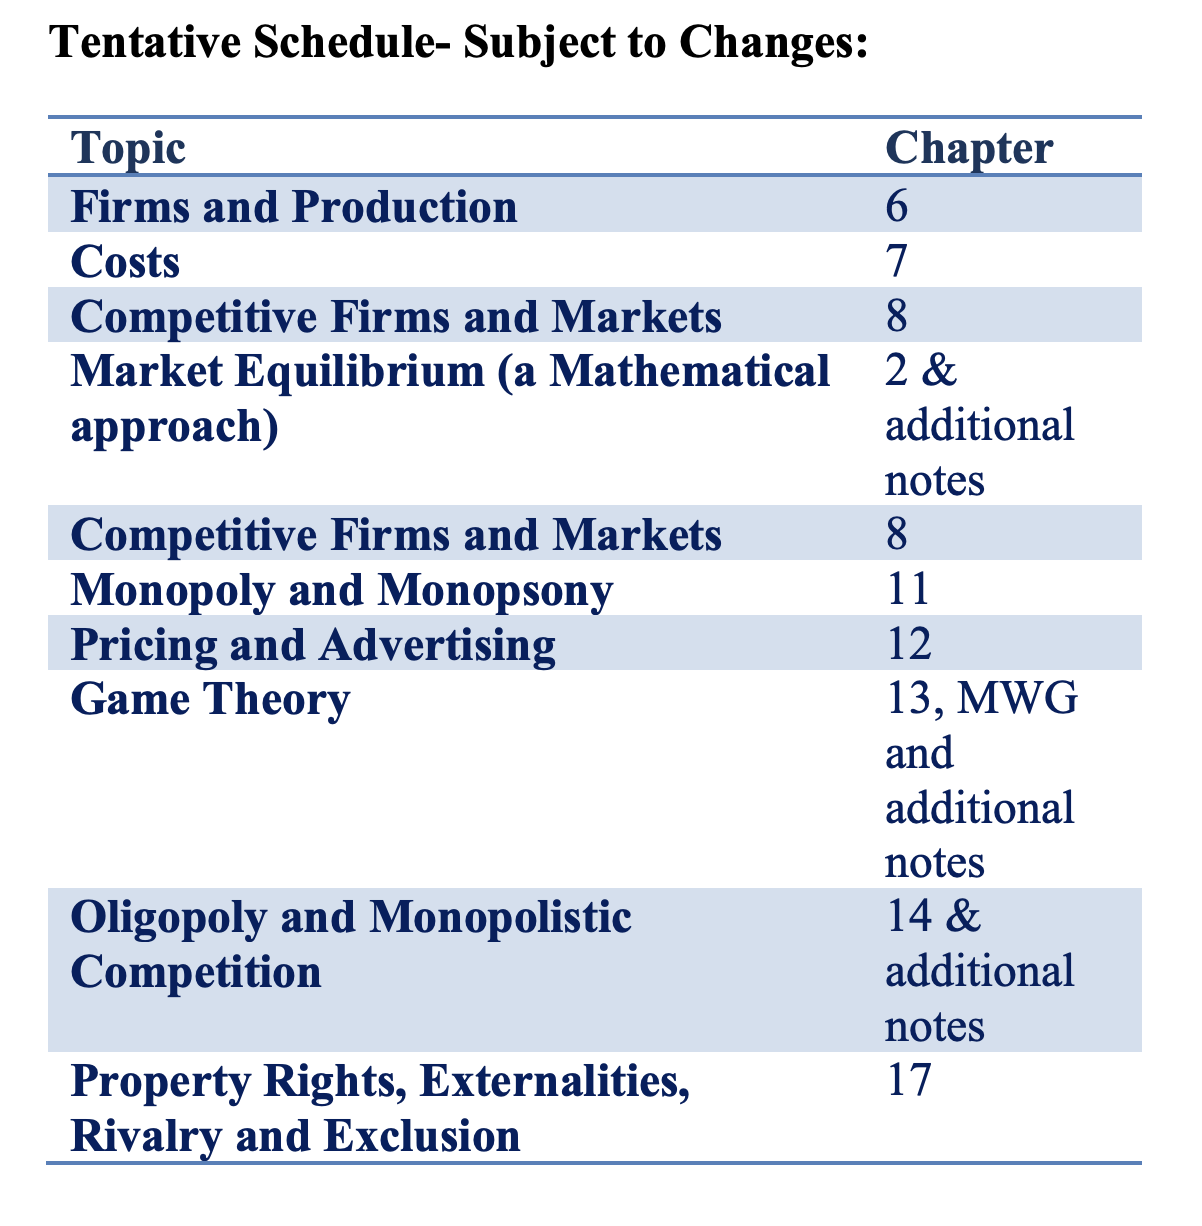 Tentative Schedule- Subject to Changes:
Topic Chapter
Firms and Production 6
Costs 7
Competitive Firms and Markets 8
Market Equilibrium (a Mathematical 2 &
approach) additional
notes
Competitive Firms and Markets 8
Monopoly and Monopsony 11
Pricing and Advertising 12
Game Theory 13, MWG
and
additional
notes
Oligopoly and Monopolistic 14 &
Competition additional
notes
Property Rights, Externalities, 17
Rivalry and Exclusion